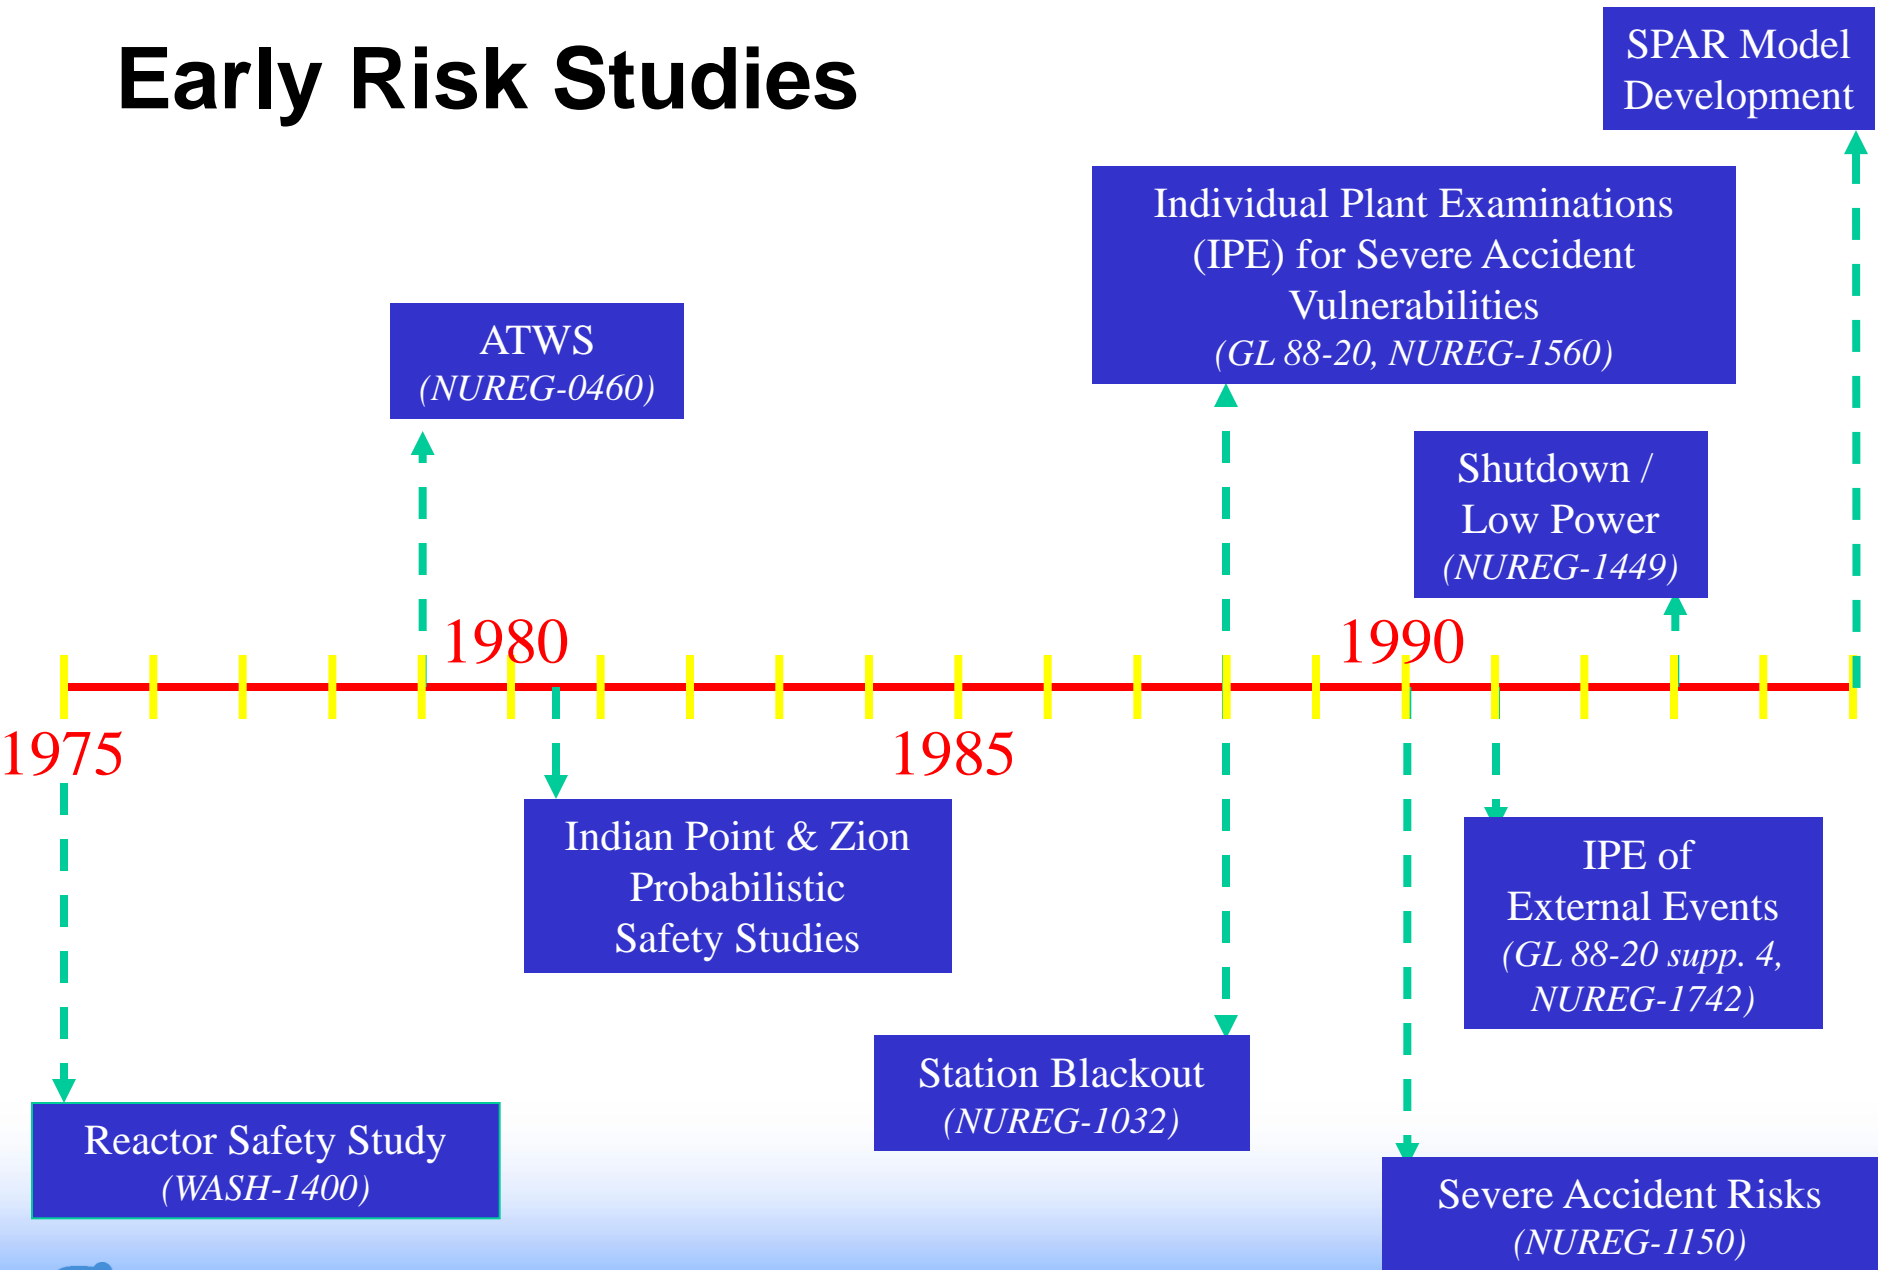 Early Risk Studies
SPAR Model
Development
Individual Plant Examinations
(IPE) for Severe Accident
Vulnerabilities
(GL 88-20, NUREG-1560)
ATWS
(NUREG-0460)
Shutdown /
Low Power
(NUREG-1449)
1980
1990
1975
1985
Indian Point & Zion
Probabilistic
Safety Studies
IPE of
External Events
(GL 88-20 supp. 4,
NUREG-1742)
Station Blackout
(NUREG-1032)
Reactor Safety Study
(WASH-1400)
Severe Accident Risks
(NUREG-1150)